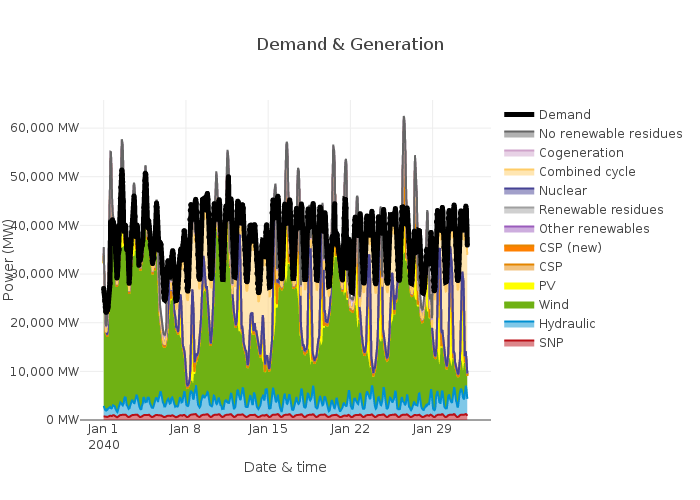 Demand & Generation
60,000 MW
50,000 MW
40,000 MW
30,000 MW
20,000 MW
10,000 MW
0 MW
Power (MW)
Jan 1
2040
Jan 8
Jan 15
Jan 22
Jan 29
Date & time
Demand
No renewable residues
Cogeneration
Combined cycle
Nuclear
Renewable residues
Other renewables
CSP (new)
CSP
PV
Wind
Hydraulic
SNP